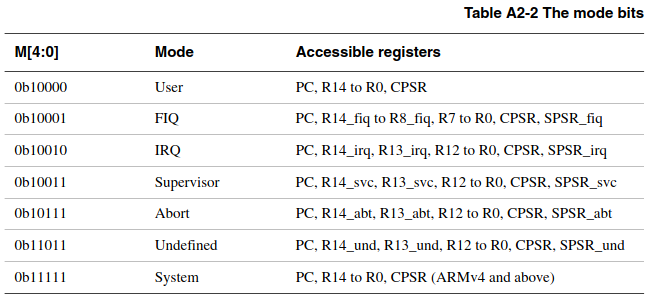 Table A2-2 The mode bits
M[4:0] Mode Accessible registers
0b10000 User PC, R14 to R0, CPSR
0b10001 FIQ PC, R14_fiq to R8_fiq, R7 to R0, CPSR, SPSR_fiq
0b10010 IRQ PC, R14_irq, R13_irq, R12 to R0, CPSR, SPSR_irq
0b10011 Supervisor PC, R14_svc, R13_svc, R12 to R0, CPSR, SPSR_svc
0b10111 Abort PC, R14_abt, R13_abt, R12 to R0, CPSR, SPSR_abt
0b11011 Undefined PC, R14_und, R13_und, R12 to R0, CPSR, SPSR_und
0b11111 System PC, R14 to R0, CPSR (ARMv4 and above)